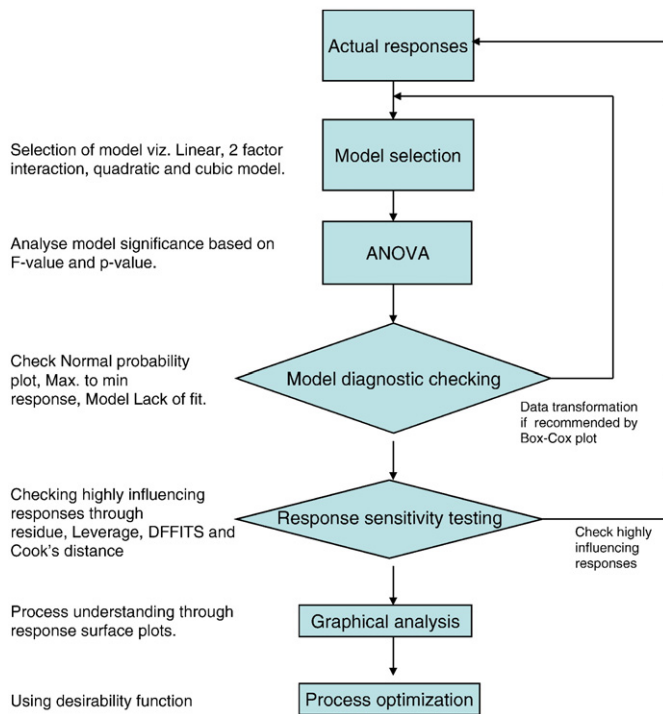 Actual responses
Selection of model viz. Linear, 2 factor
interaction, quadratic and cubic model.
Model selection
Analyse model significance based on
F-value and p-value.
ANOVA
Check Normal probability
plot, Max. to min
response, Model Lack of fit.
Model diagnostic checking
Data transformation
if recommended by
Box-Cox plot
Checking highly influencing
responses through
residue, Leverage, DFFITS and
Cook's distance
Response sensitivity testing
Check highly
influencing
responses
Process understanding through
response surface plots.
Graphical analysis
Using desirability function
Process optimization